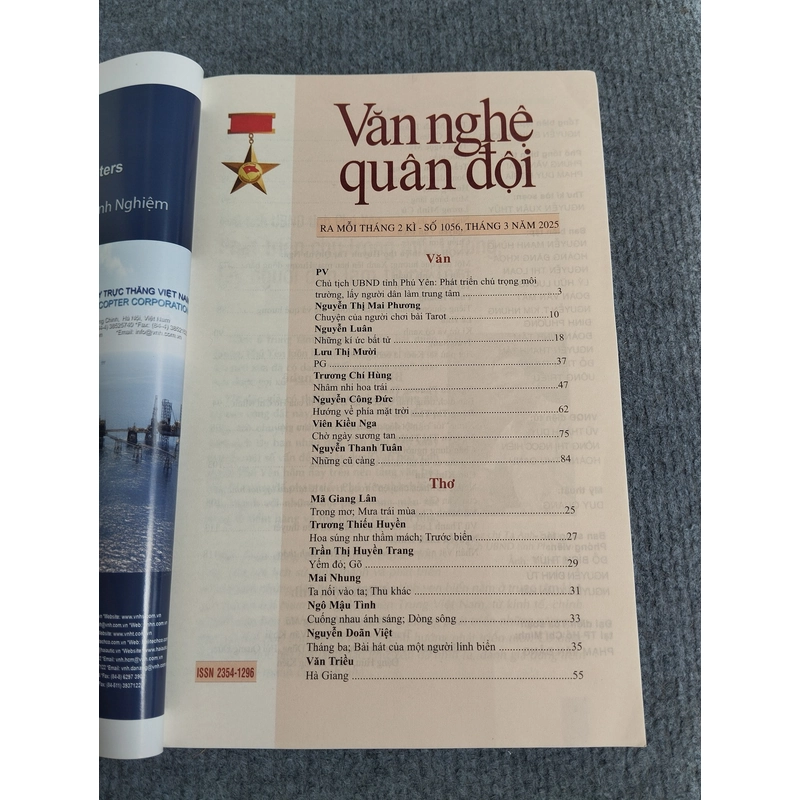 ters
nh Nghiệm
Y TRỰC THĂNG VIỆT NAM
COPTER CORPORATION
Văn nghệ
quân đội
RA MỖI THÁNG 2 KÌ - SỐ 1056, THÁNG 3 NĂM 2025
Văn
PV
Chủ tịch UBND tỉnh Phú Yên: Phát triển chú trọng môi
trường, lấy người dân làm trung tâm 3
Nguyễn Thị Mai Phương
Chuyện của người chơi bài Tarot 10
Nguyễn Luân
Những kí ức bất tử 18
Lưu Thị Mười
PG 37
Trương Chí Hùng
Nhâm nhi hoa trái 47
Nguyễn Công Đức
Hướng về phía mặt trời 62
Viên Kiều Nga
Chờ ngày sương tan 75
Nguyễn Thanh Tuấn
Những cũ càng 84
Thơ
Mã Giang Lân
Trong mơ; Mưa trái mùa 25
Trương Thiếu Huyền
Hoa súng như thầm mách; Trước biển 27
Trần Thị Huyền Trang
Yếm đỏ; Gõ 29
Mai Nhung
Ta nối vào ta; Thu khác 31
Ngô Mậu Tình
Cuống nhau ánh sáng; Dòng sông 33
Nguyễn Doãn Việt
Tháng ba; Bài hát của một người lính biển 35
Văn Triều
Hà Giang 55
ISSN 2354-1296